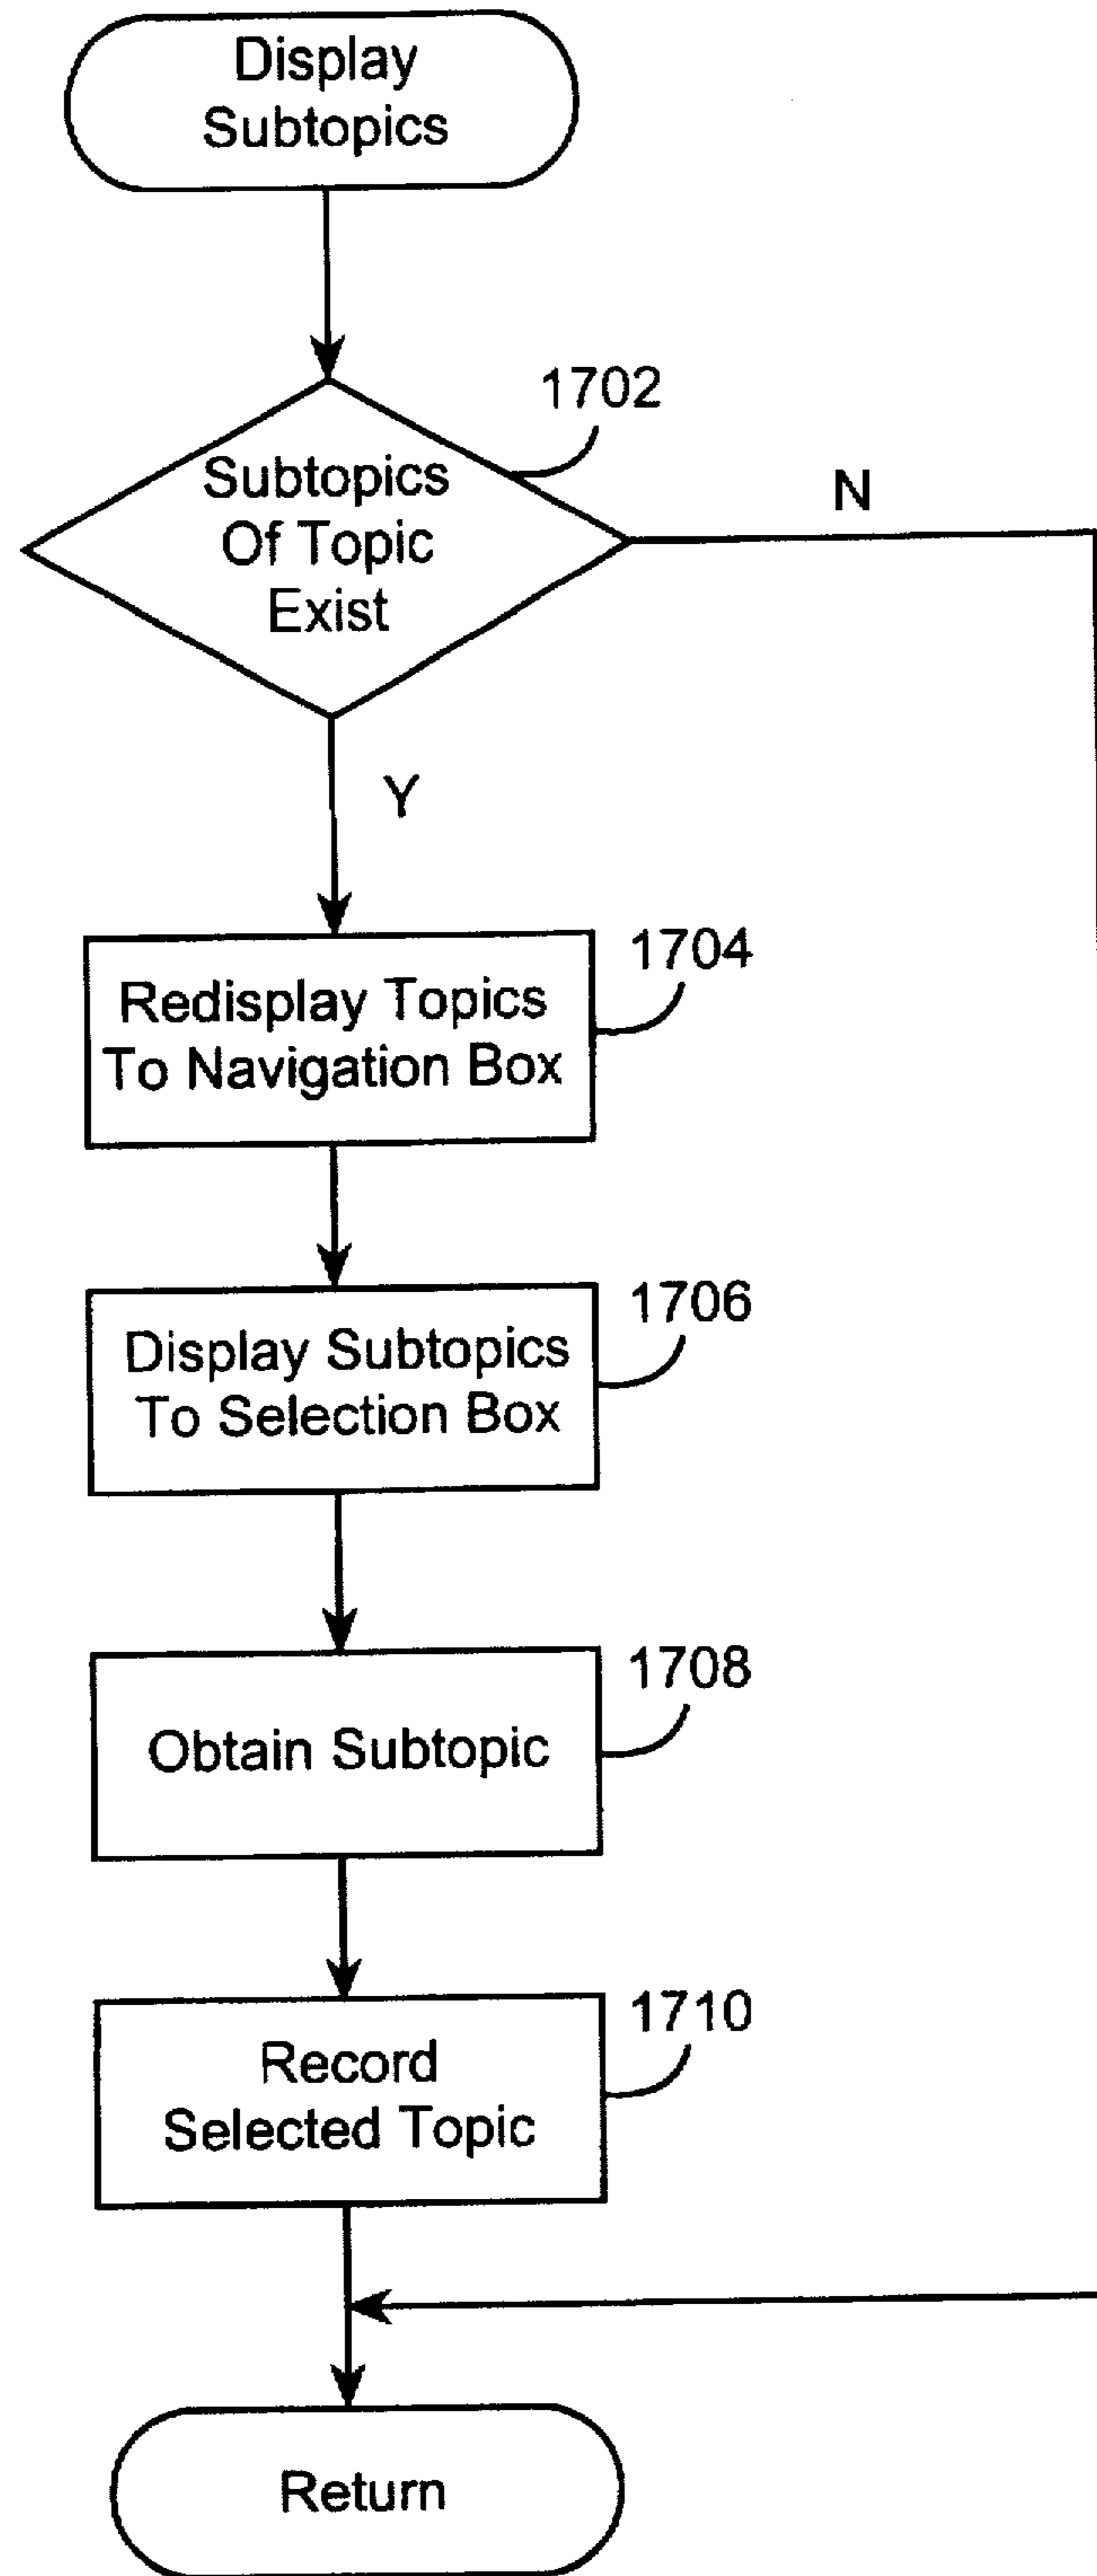 Display
Subtopics
1702
Subtopics
Of Topic
Exist
N
Y
1704
Redisplay Topics
To Navigation Box
1706
Display Subtopics
To Selection Box
1708
Obtain Subtopic
1710
Record
Selected Topic
Return